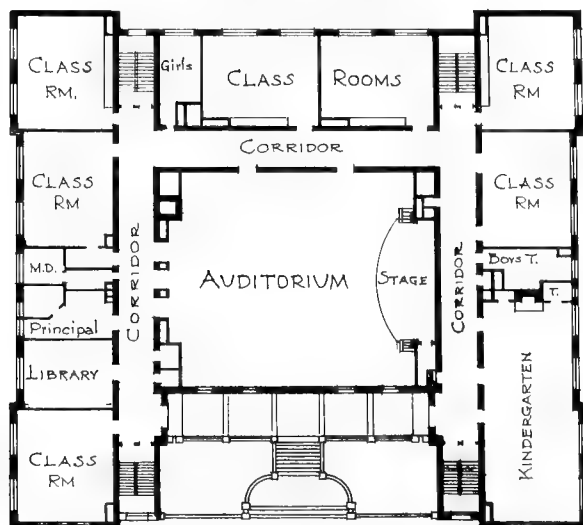 CLASS
RM.
Girls
CLASS
ROOMS
CLASS
RM.
CORRIDOR
CLASS
RM
CLASS
RM
M.D.
CORRIDOR
AUDITORIUM
STAGE
CORRIDOR
BOYS T.
T.
Principal
LIBRARY
KINDERGARTEN
CLASS
RM